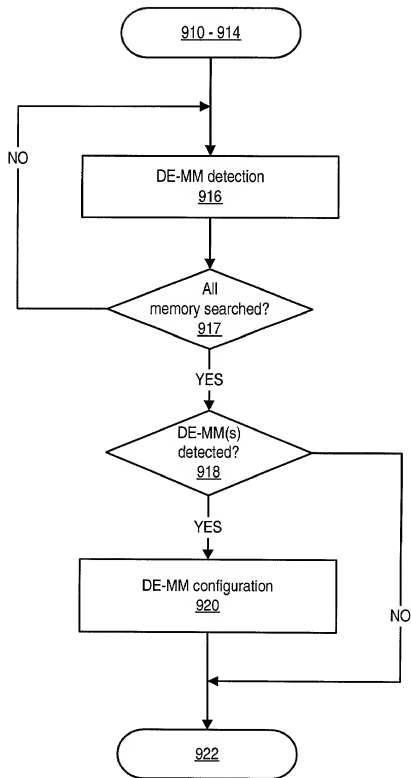 910 - 914
NO
DE-MM detection
916
All
memory searched?
917
YES
DE-MM(s)
detected?
918
YES
DE-MM configuration
920
NO
922